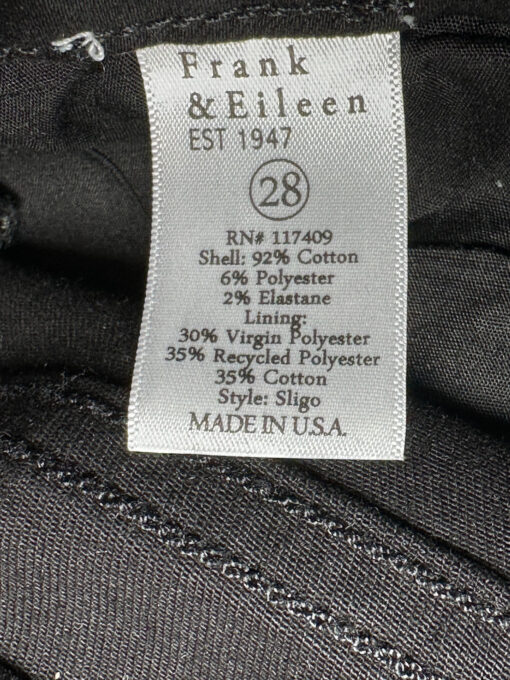 Frank
& Eileen
EST 1947
28
RN# 117409
Shell: 92% Cotton
6% Polyester
2% Elastane
Lining:
30% Virgin Polyester
35% Recycled Polyester
35% Cotton
Style: Sligo
MADE IN U.S.A.